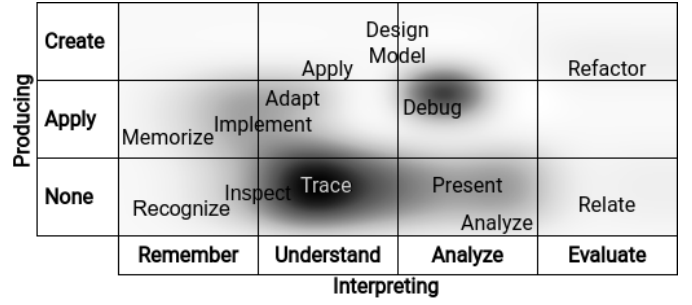 Producing
Create
Apply
None
Design
Model
Apply
Refactor
Adapt
Debug
Implement
Memorize
Inspect
Trace
Present
Recognize
Relate
Analyze
Remember
Understand
Analyze
Evaluate
Interpreting